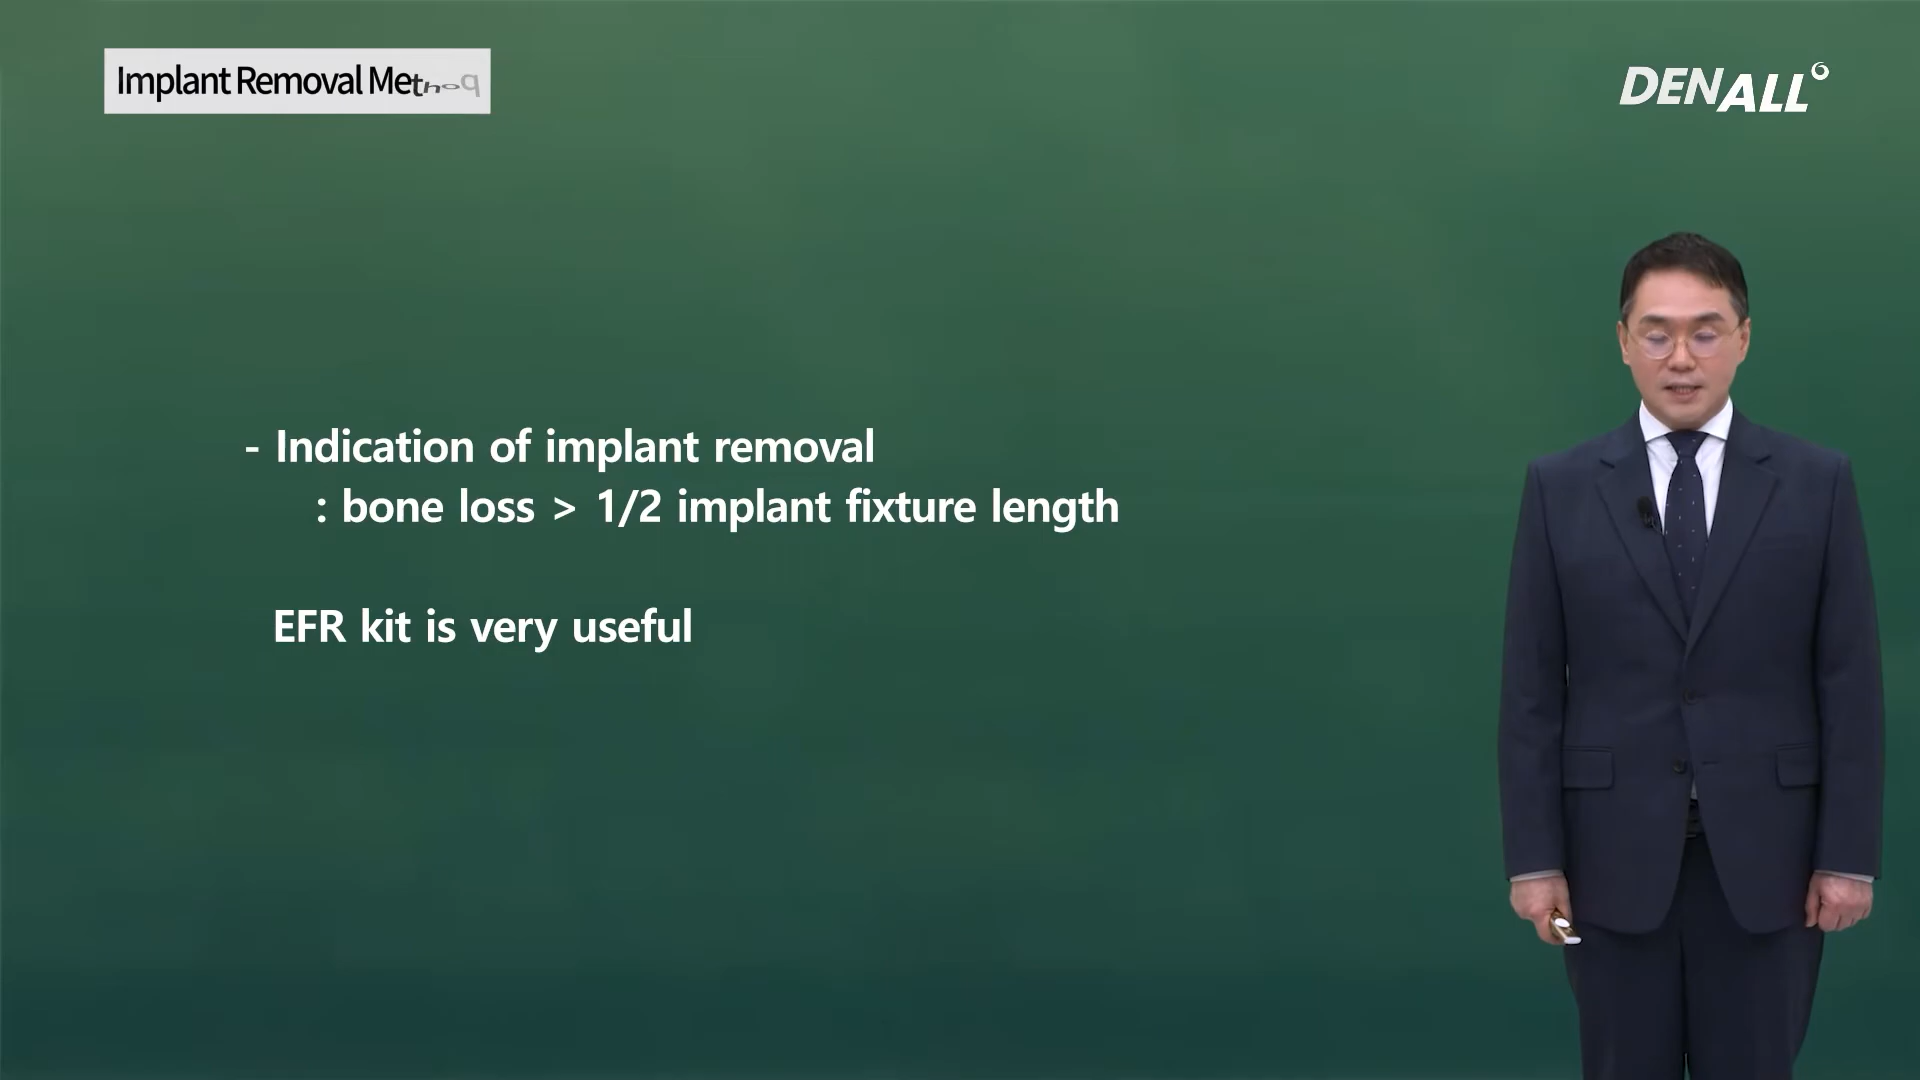 Implant Removal Method
DENALL
- Indication of implant removal
: bone loss > 1/2 implant fixture length
EFR kit is very useful